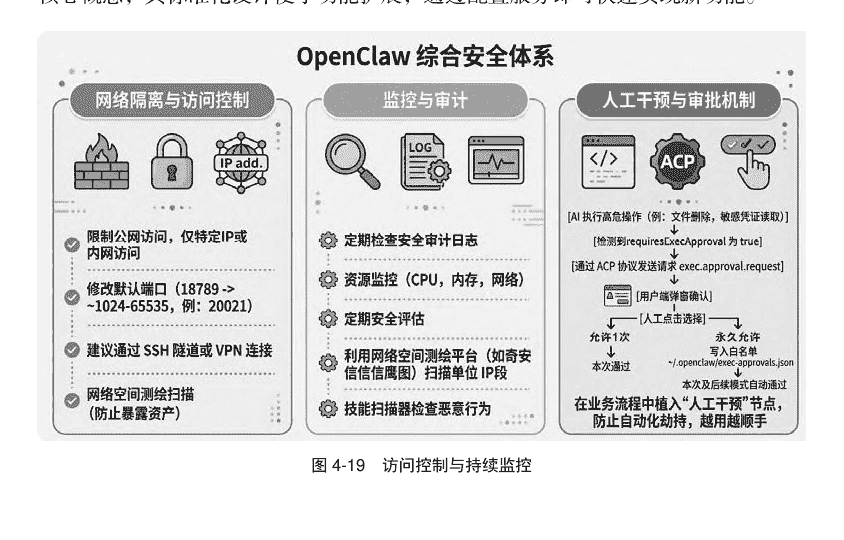 OpenClaw 综合安全体系
网络隔离与访问控制
IP add.
限制公网访问，仅特定IP或
内网访问
修改默认端口（18789 ->
~1024-65535，例：20021）
建议通过 SSH 隧道或 VPN 连接
网络空间测绘扫描
（防止暴露资产）
监控与审计
LOG
定期检查安全审计日志
资源监控（CPU，内存，网络）
定期安全评估
利用网络空间测绘平台（如奇安
信信信鹰图）扫描单位 IP段
技能扫描器检查恶意行为
人工干预与审批机制
</>
ACP
[AI 执行高危操作（例：文件删除，敏感凭证读取）]
[检测到requiresExecApproval 为 true]
[通过 ACP 协议发送请求 exec.approval.request]
[用户端弹窗确认]
[人工点击选择]
允许1次
本次通过
永久允许
写入白名单
~/.openclaw/exec-approvals.json
本次及后续模式自动通过
在业务流程中植入“人工干预”节点，
防止自动化劫持，越用越顺手
图 4-19 访问控制与持续监控